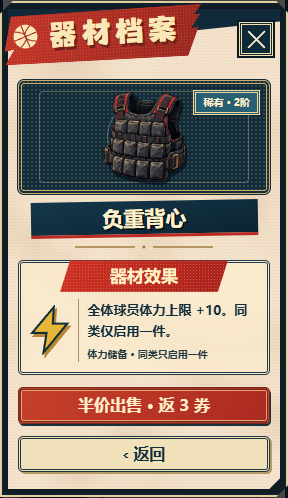 器材档案
稀有・2阶
负重背心
器材效果
全体球员体力上限 +10。同
类仅启用一件。
体力储备・同类只启用一件
半价出售・返 3 券
‹ 返回